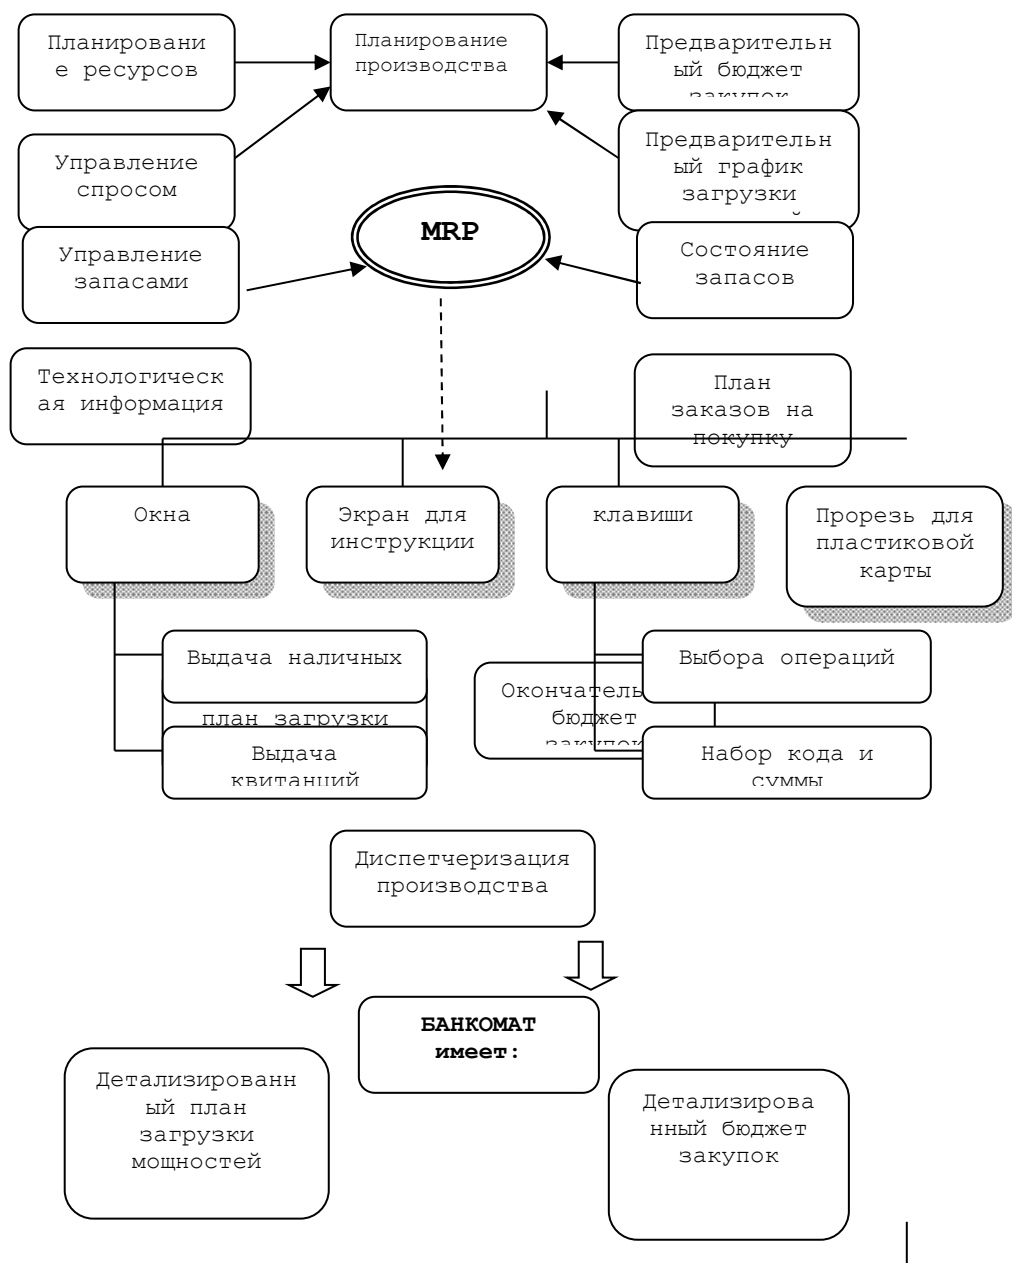 Планировани
е ресурсов
Планирование
производства
Предварительн
ый бюджет
закупок
Управление
спросом
Предварительн
ый график
загрузки
Управление
запасами
MRP
Состояние
запасов
Технологическ
ая информация
План
заказов на
покупку
Окна
Экран для
инструкции
клавиши
Прорезь для
пластиковой
карты
Выдача наличных
план загрузки
Выдача
квитанций
Окончатель
бюджет
закупок
Выбора операций
Набор кода и
суммы
Диспетчеризация
производства
БАНКОМАТ
имеет:
Детализированн
ый план
загрузки
мощностей
Детализирова
нный бюджет
закупок